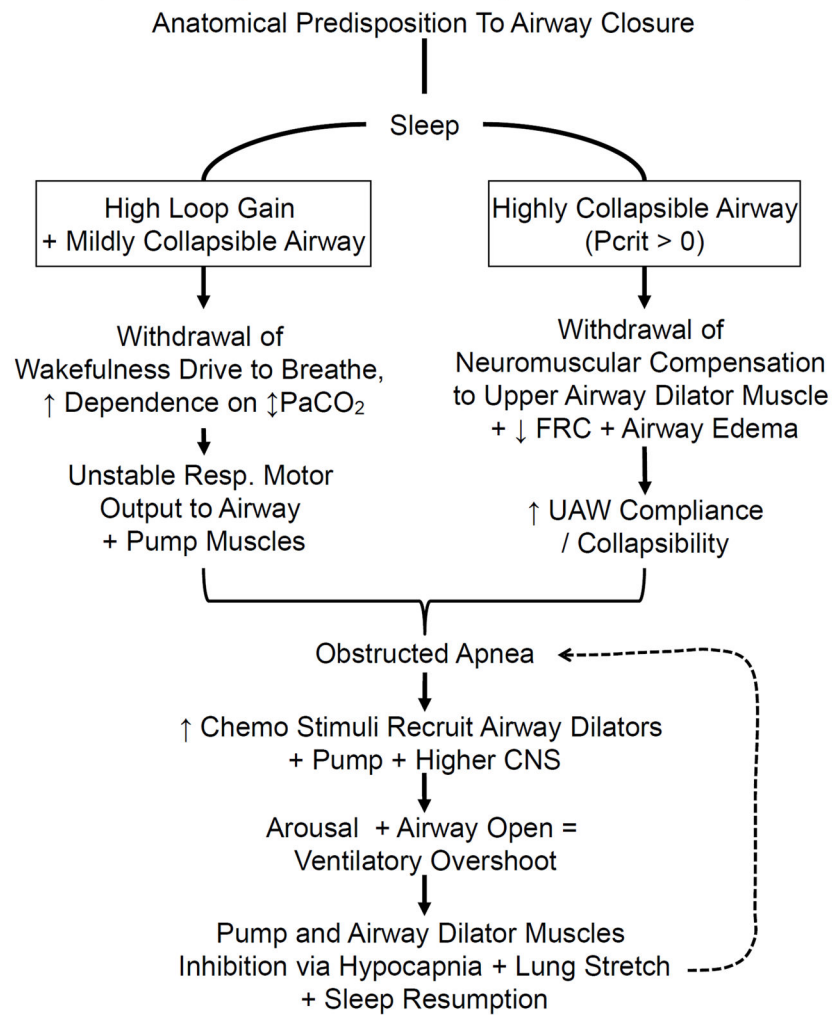 Anatomical Predisposition To Airway Closure
Sleep
High Loop Gain
+ Mildly Collapsible Airway
Highly Collapsible Airway
(Pcrit > 0)
Withdrawal of
Wakefulness Drive to Breathe,
↑ Dependence on ↕PaCO₂
Unstable Resp. Motor
Output to Airway
+ Pump Muscles
Withdrawal of
Neuromuscular Compensation
to Upper Airway Dilator Muscle
+ ↓ FRC + Airway Edema
↑ UAW Compliance
/ Collapsibility
Obstructed Apnea
↑ Chemo Stimuli Recruit Airway Dilators
+ Pump + Higher CNS
Arousal + Airway Open =
Ventilatory Overshoot
Pump and Airway Dilator Muscles
Inhibition via Hypocapnia + Lung Stretch
+ Sleep Resumption